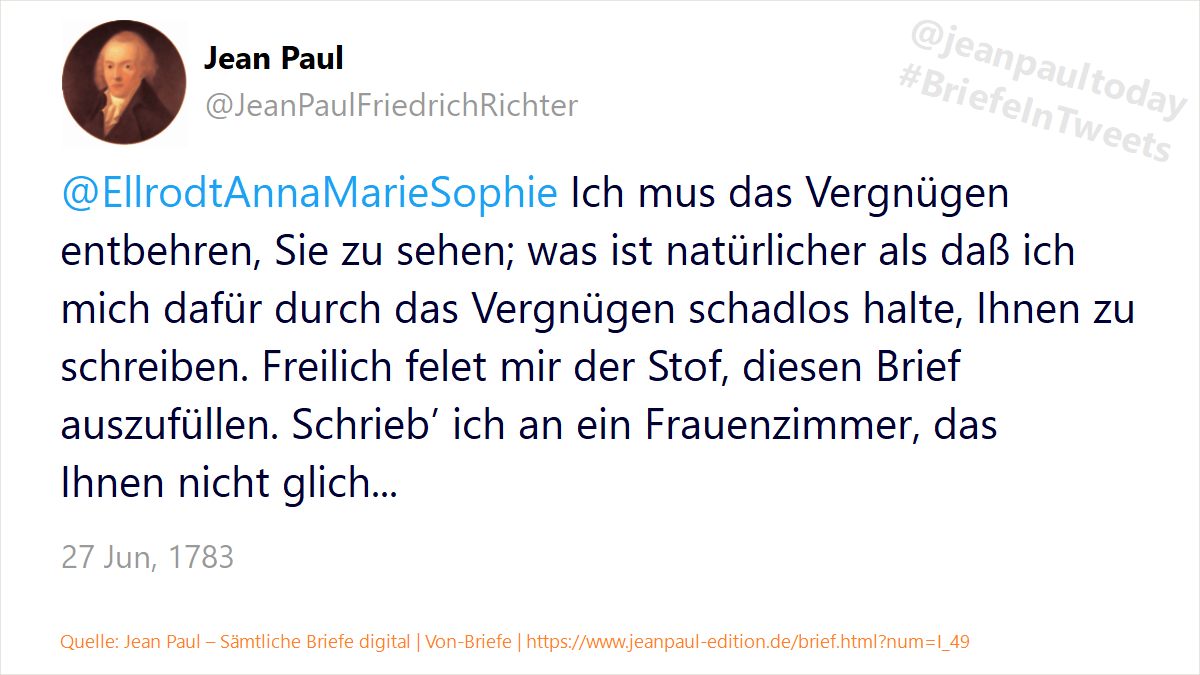 Jean Paul
@JeanPaulFriedrichRichter
@jeanpaultoday
#BriefeInTweets
@EllrodtAnnaMarieSophie Ich mus das Vergnügen
entbehren, Sie zu sehen; was ist natürlicher als daß ich
mich dafür durch das Vergnügen schadlos halte, Ihnen zu
schreiben. Freilich felet mir der Stof, diesen Brief
auszufüllen. Schrieb’ ich an ein Frauenzimmer, das
Ihnen nicht glich...
27 Jun, 1783
Quelle: Jean Paul – Sämtliche Briefe digital | Von-Briefe | https://www.jeanpaul-edition.de/brief.html?num=I_49